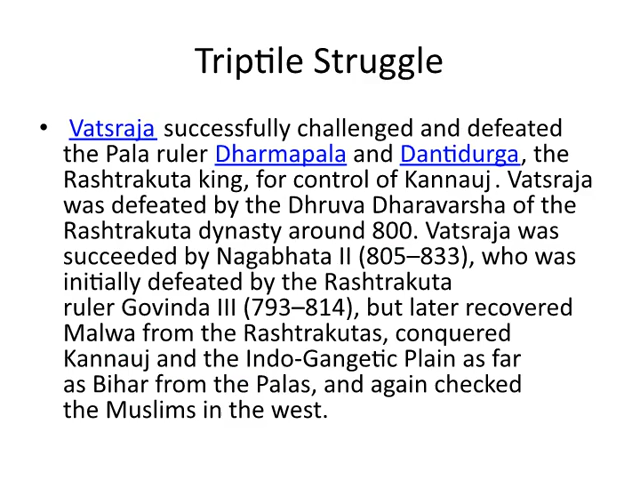 Triptile Struggle
• Vatsraja successfully challenged and defeated
the Pala ruler Dharmapala and Dantidurga, the
Rashtrakuta king, for control of Kannauj. Vatsraja
was defeated by the Dhruva Dharavarsha of the
Rashtrakuta dynasty around 800. Vatsraja was
succeeded by Nagabhata II (805–833), who was
initially defeated by the Rashtrakuta
ruler Govinda III (793–814), but later recovered
Malwa from the Rashtrakutas, conquered
Kannauj and the Indo-Gangetic Plain as far
as Bihar from the Palas, and again checked
the Muslims in the west.